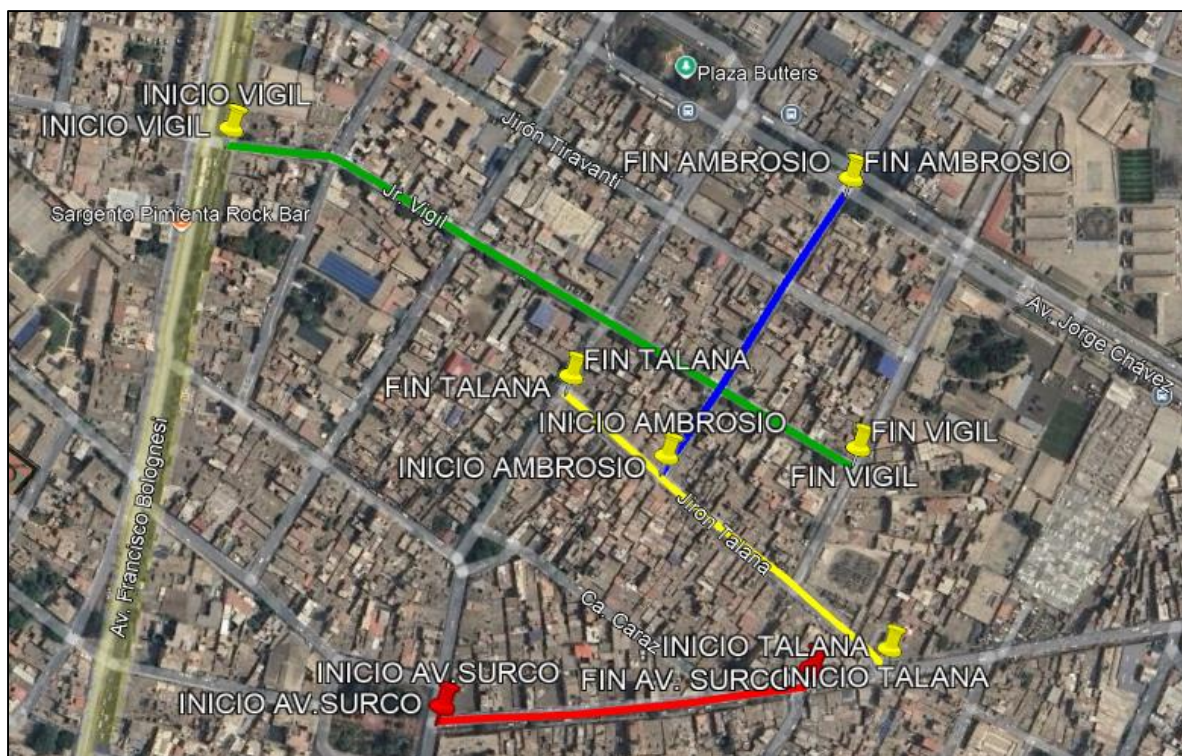 Plaza Butters
INICIO VIGIL
INICIO VIGIL
Jirón Tiravanti
FIN AMBROSIO
FIN AMBROSIO
Jr. Vigil
Sargento Pimienta Rock Bar
Av. Jorge Chávez
FIN TALANA
FIN TALANA
INICIO AMBROSIO
FIN VIGIL
INICIO AMBROSIO
FIN VIGIL
Av. Francisco Bolognesi
Jiron Talana
Ca. Caraz
INICIO TALANA
INICIO AV.SURCO
FIN AV. SURCO
INICIO TALANA
INICIO AV.SURCO